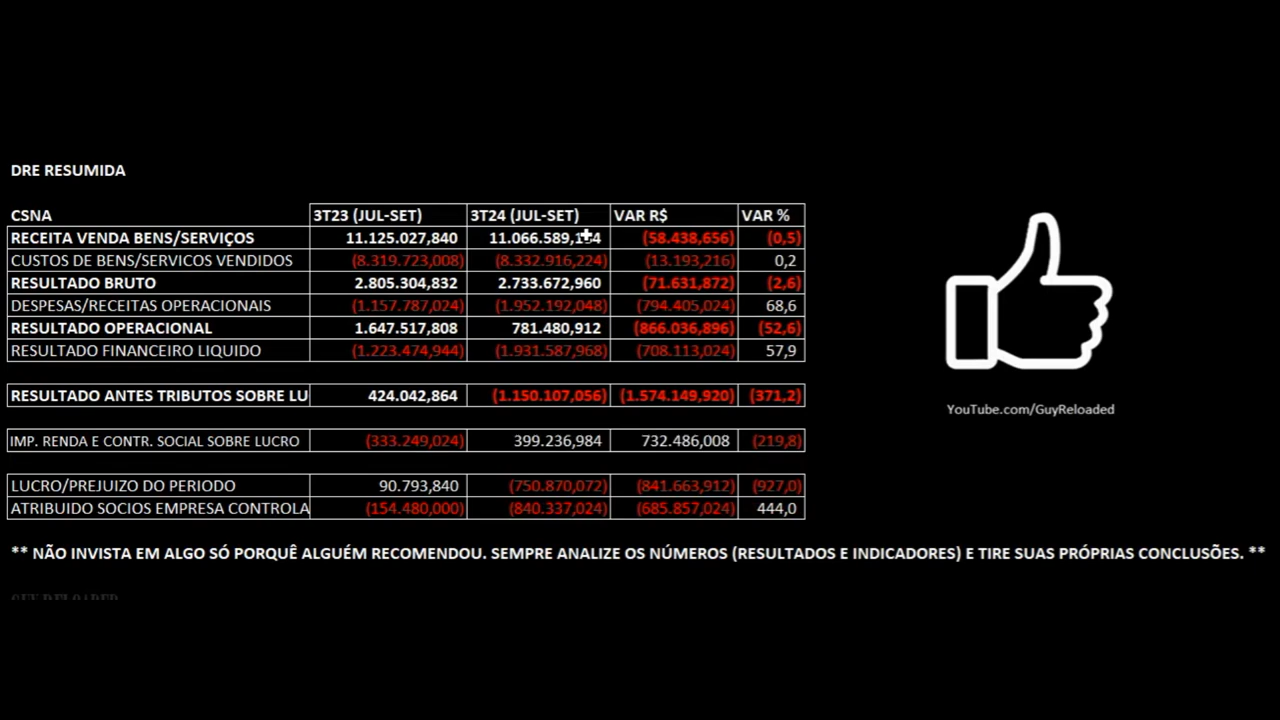 DRE RESUMIDA
CSNA 3T23 (JUL-SET) 3T24 (JUL-SET) VAR R$ VAR %
RECEITA VENDA BENS/SERVIÇOS 11.125.027,840 11.066.589,184 (58.438,656) (0,5)
CUSTOS DE BENS/SERVICOS VENDIDOS (8.319.723,008) (8.332.916,224) (13.193,216) 0,2
RESULTADO BRUTO 2.805.304,832 2.733.672,960 (71.631,872) (2,6)
DESPESAS/RECEITAS OPERACIONAIS (1.157.787,024) (1.952.192,048) (794.405,024) 68,6
RESULTADO OPERACIONAL 1.647.517,808 781.480,912 (866.036,896) (52,6)
RESULTADO FINANCEIRO LIQUIDO (1.223.474,944) (1.931.587,968) (708.113,024) 57,9
RESULTADO ANTES TRIBUTOS SOBRE LU 424.042,864 (1.150.107,056) (1.574.149,920) (371,2)
IMP. RENDA E CONTR. SOCIAL SOBRE LUCRO (333.249,024) 399.236,984 732.486,008 (219,8)
LUCRO/PREJUIZO DO PERIODO 90.793,840 (750.870,072) (841.663,912) (927,0)
ATRIBUIDO SOCIOS EMPRESA CONTROLA (154.480,000) (840.337,024) (685.857,024) 444,0
YouTube.com/GuyReloaded
** NÃO INVISTA EM ALGO SÓ PORQUÊ ALGUÉM RECOMENDOU. SEMPRE ANALIZE OS NÚMEROS (RESULTADOS E INDICADORES) E TIRE SUAS PRÓPRIAS CONCLUSÕES. **